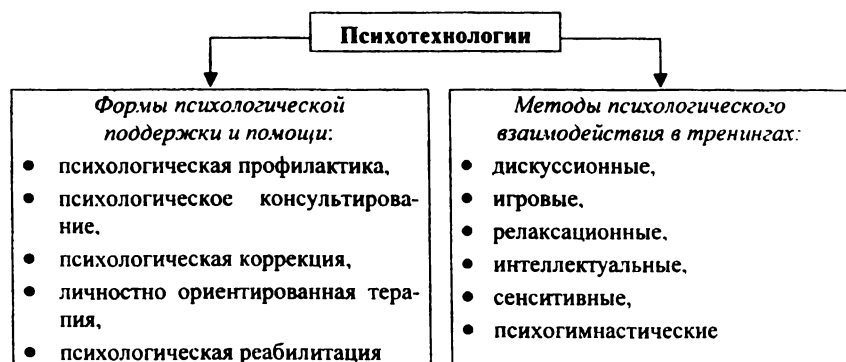 Психотехнологии
Формы психологической
поддержки и помощи:
● психологическая профилактика,
● психологическое консультирова-
ние,
● психологическая коррекция,
● личностно ориентированная тера-
пия,
● психологическая реабилитация
Методы психологического
взаимодействия в тренингах:
● дискуссионные,
● игровые,
● релаксационные,
● интеллектуальные,
● сенситивные,
● психогимнастические